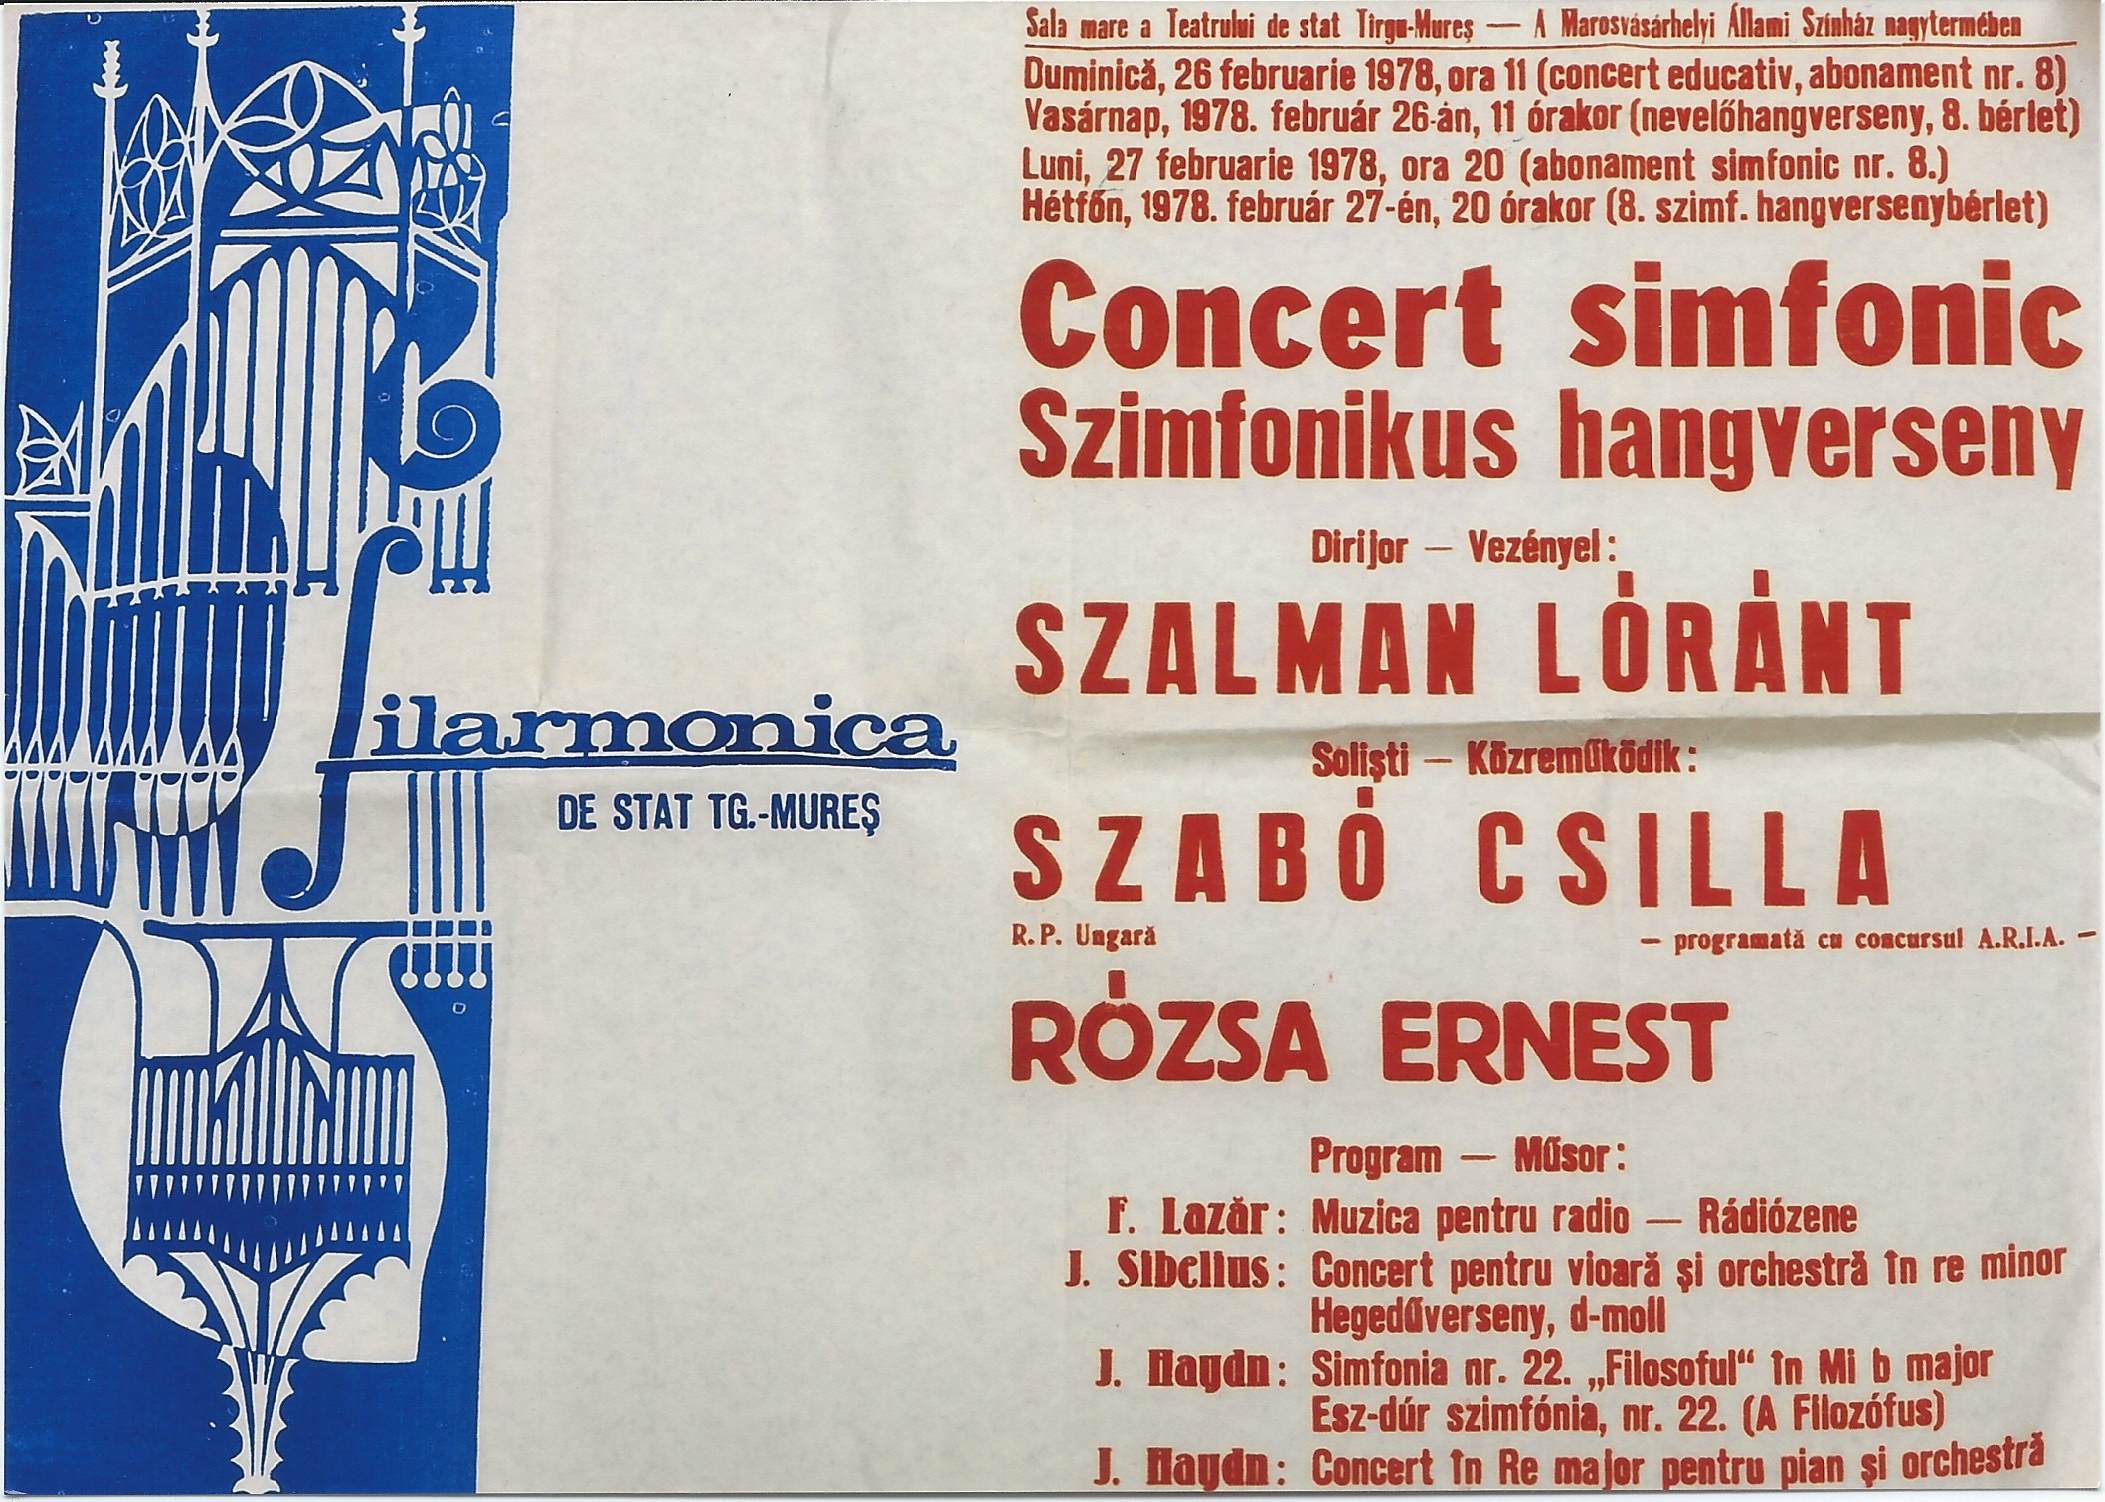 Sala mare a Teatrului de stat Tîrgu-Mureş — A Marosvásárhelyi Állami Színház nagytermében
Duminică, 26 februarie 1978, ora 11 (concert educativ, abonament nr. 8)
Vasárnap, 1978. február 26-án, 11 órakor (nevelőhangverseny, 8. bérlet)
Luni, 27 februarie 1978, ora 20 (abonament simfonic nr. 8.)
Hétfőn, 1978. február 27-én, 20 órakor (8. szimf. hangversenybérlet)
Concert simfonic
Szimfonikus hangverseny
Dirijor — Vezényel:
SZALMAN LÓRÁNT
filarmonica
DE STAT TG.-MUREŞ
Solişti — Közreműködik:
SZABÓ CSILLA
R.P. Ungară — programată cu concursul A.R.I.A. —
RÓZSA ERNEST
Program — Műsor:
F. Lazăr: Muzica pentru radio — Rádiózene
J. Sibelius: Concert pentru vioară şi orchestră în re minor
Hegedűverseny, d-moll
J. Haydn: Simfonia nr. 22. „Filosoful“ în Mi b major
Esz-dúr szimfónia, nr. 22. (A Filozófus)
J. Haydn: Concert în Re major pentru pian şi orchestră